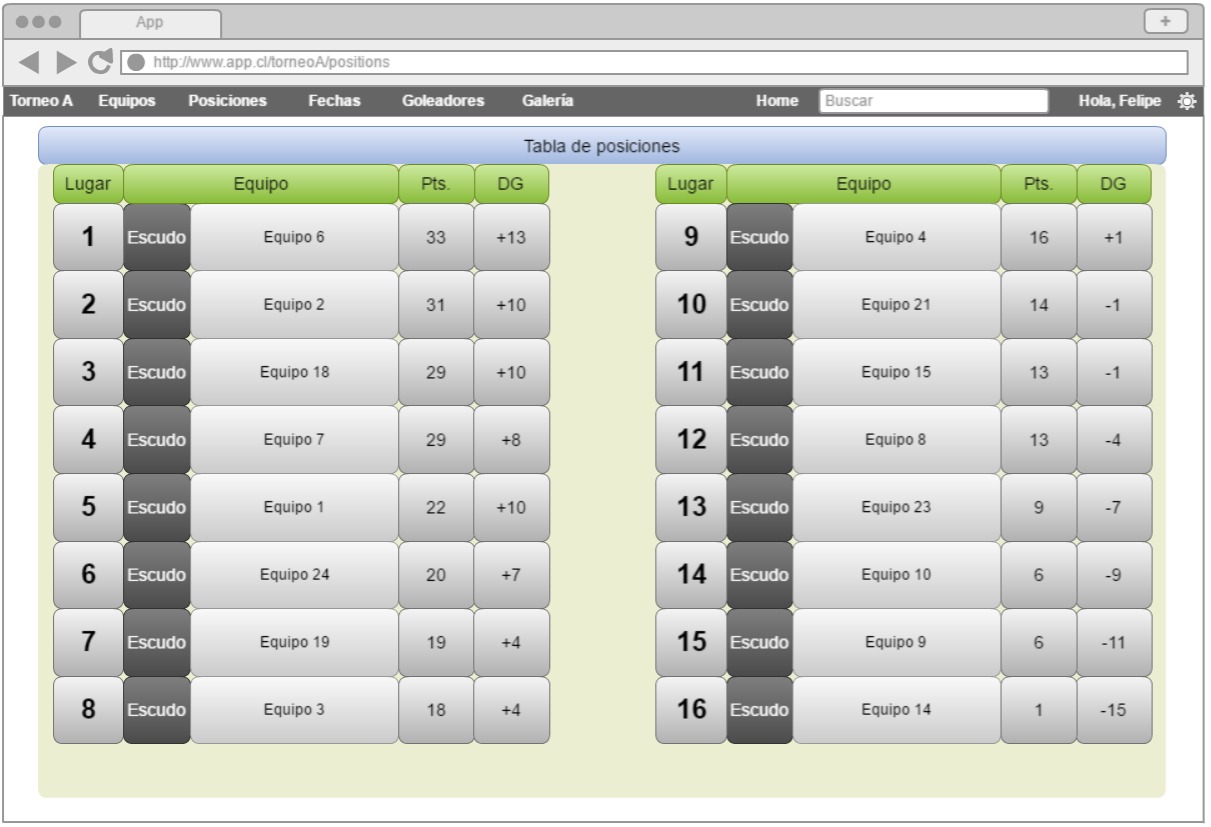 App +
http://www.app.cl/torneoA/positions
Torneo A Equipos Posiciones Fechas Goleadores Galería Home Buscar Hola, Felipe
Tabla de posiciones
Lugar Equipo Pts. DG
1 Escudo Equipo 6 33 +13
2 Escudo Equipo 2 31 +10
3 Escudo Equipo 18 29 +10
4 Escudo Equipo 7 29 +8
5 Escudo Equipo 1 22 +10
6 Escudo Equipo 24 20 +7
7 Escudo Equipo 19 19 +4
8 Escudo Equipo 3 18 +4
Lugar Equipo Pts. DG
9 Escudo Equipo 4 16 +1
10 Escudo Equipo 21 14 -1
11 Escudo Equipo 15 13 -1
12 Escudo Equipo 8 13 -4
13 Escudo Equipo 23 9 -7
14 Escudo Equipo 10 6 -9
15 Escudo Equipo 9 6 -11
16 Escudo Equipo 14 1 -15